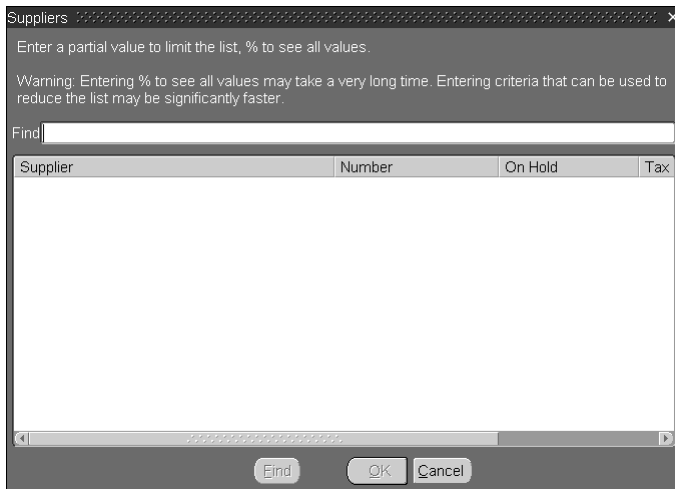 Suppliers
Enter a partial value to limit the list, % to see all values.
Warning: Entering % to see all values may take a very long time. Entering criteria that can be used to
reduce the list may be significantly faster.
Find
Supplier Number On Hold Tax
Find OK Cancel